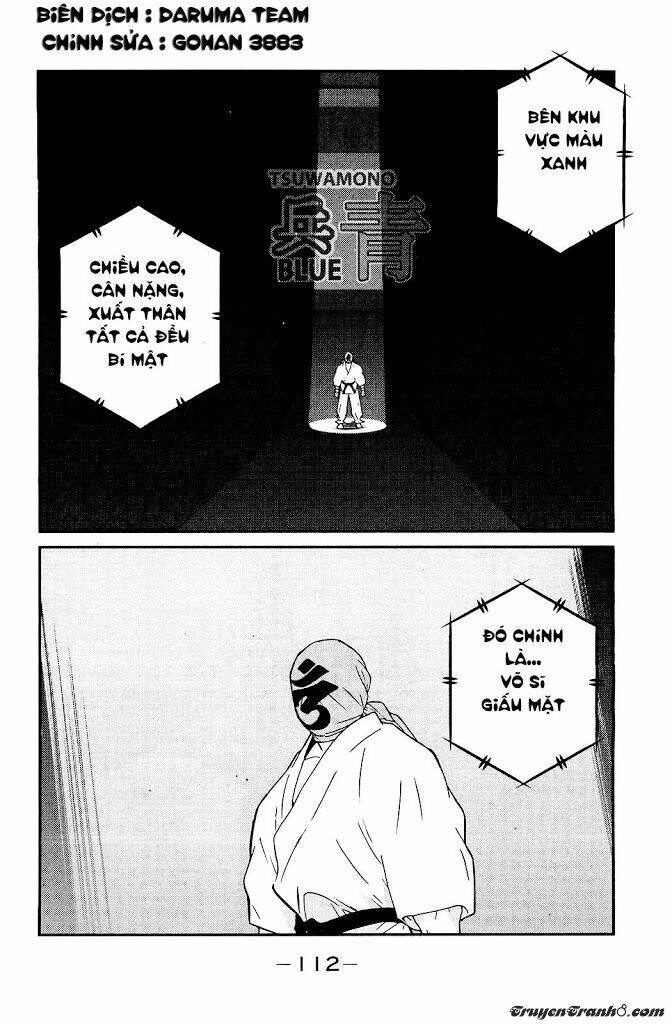 BIÊN DỊCH : DARUMA TEAM
CHỈNH SỬA : GOHAN 3883
BÊN KHU
VỰC MÀU
XANH
TSUWAMONO
兵 青
BLUE
CHIỀU CAO,
CÂN NẶNG,
XUẤT THÂN
TẤT CẢ ĐỀU
BÍ MẬT
ĐÓ CHÍNH
LÀ...
VÕ SĨ
GIẤU MẶT
-112-
TruyenTranh8.com